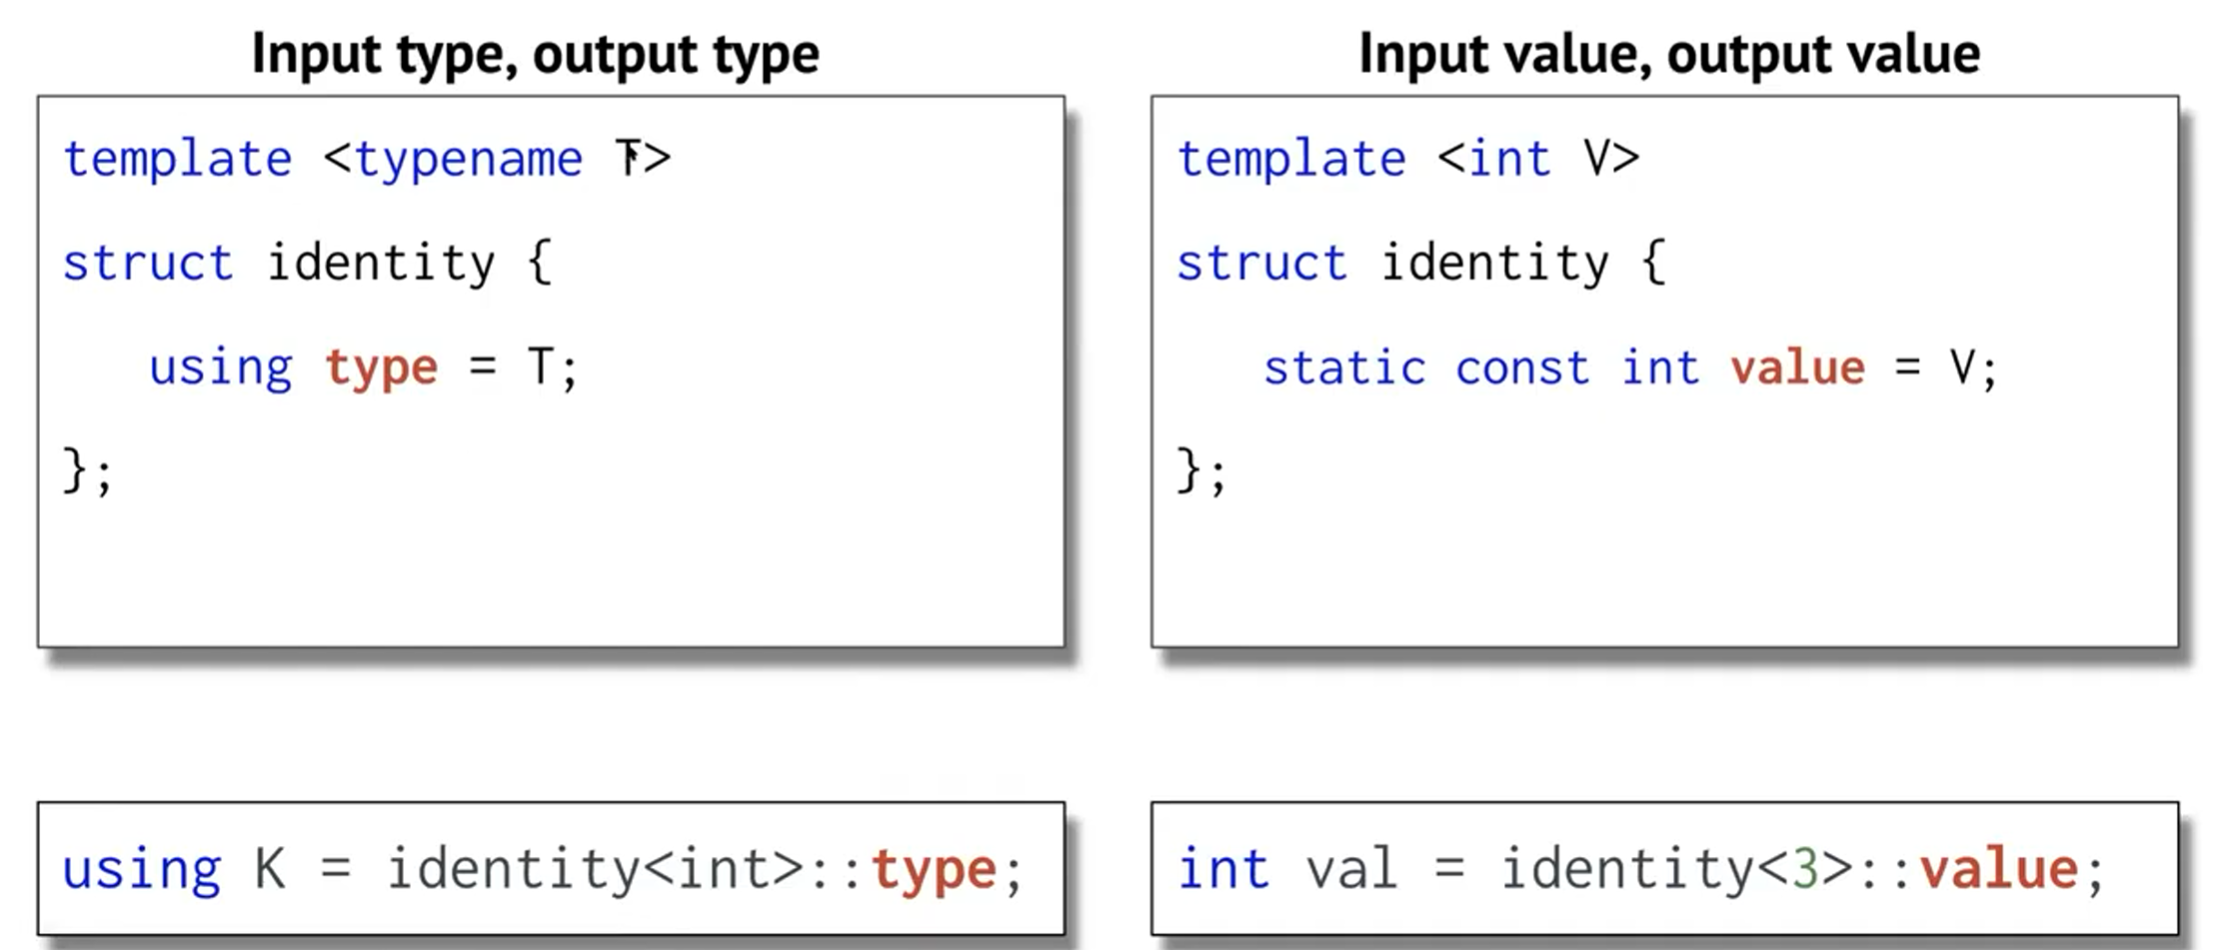 Input type, output type
template <typename T>
struct identity {
using type = T;
};
using K = identity<int>::type;
Input value, output value
template <int V>
struct identity {
static const int value = V;
};
int val = identity<3>::value;